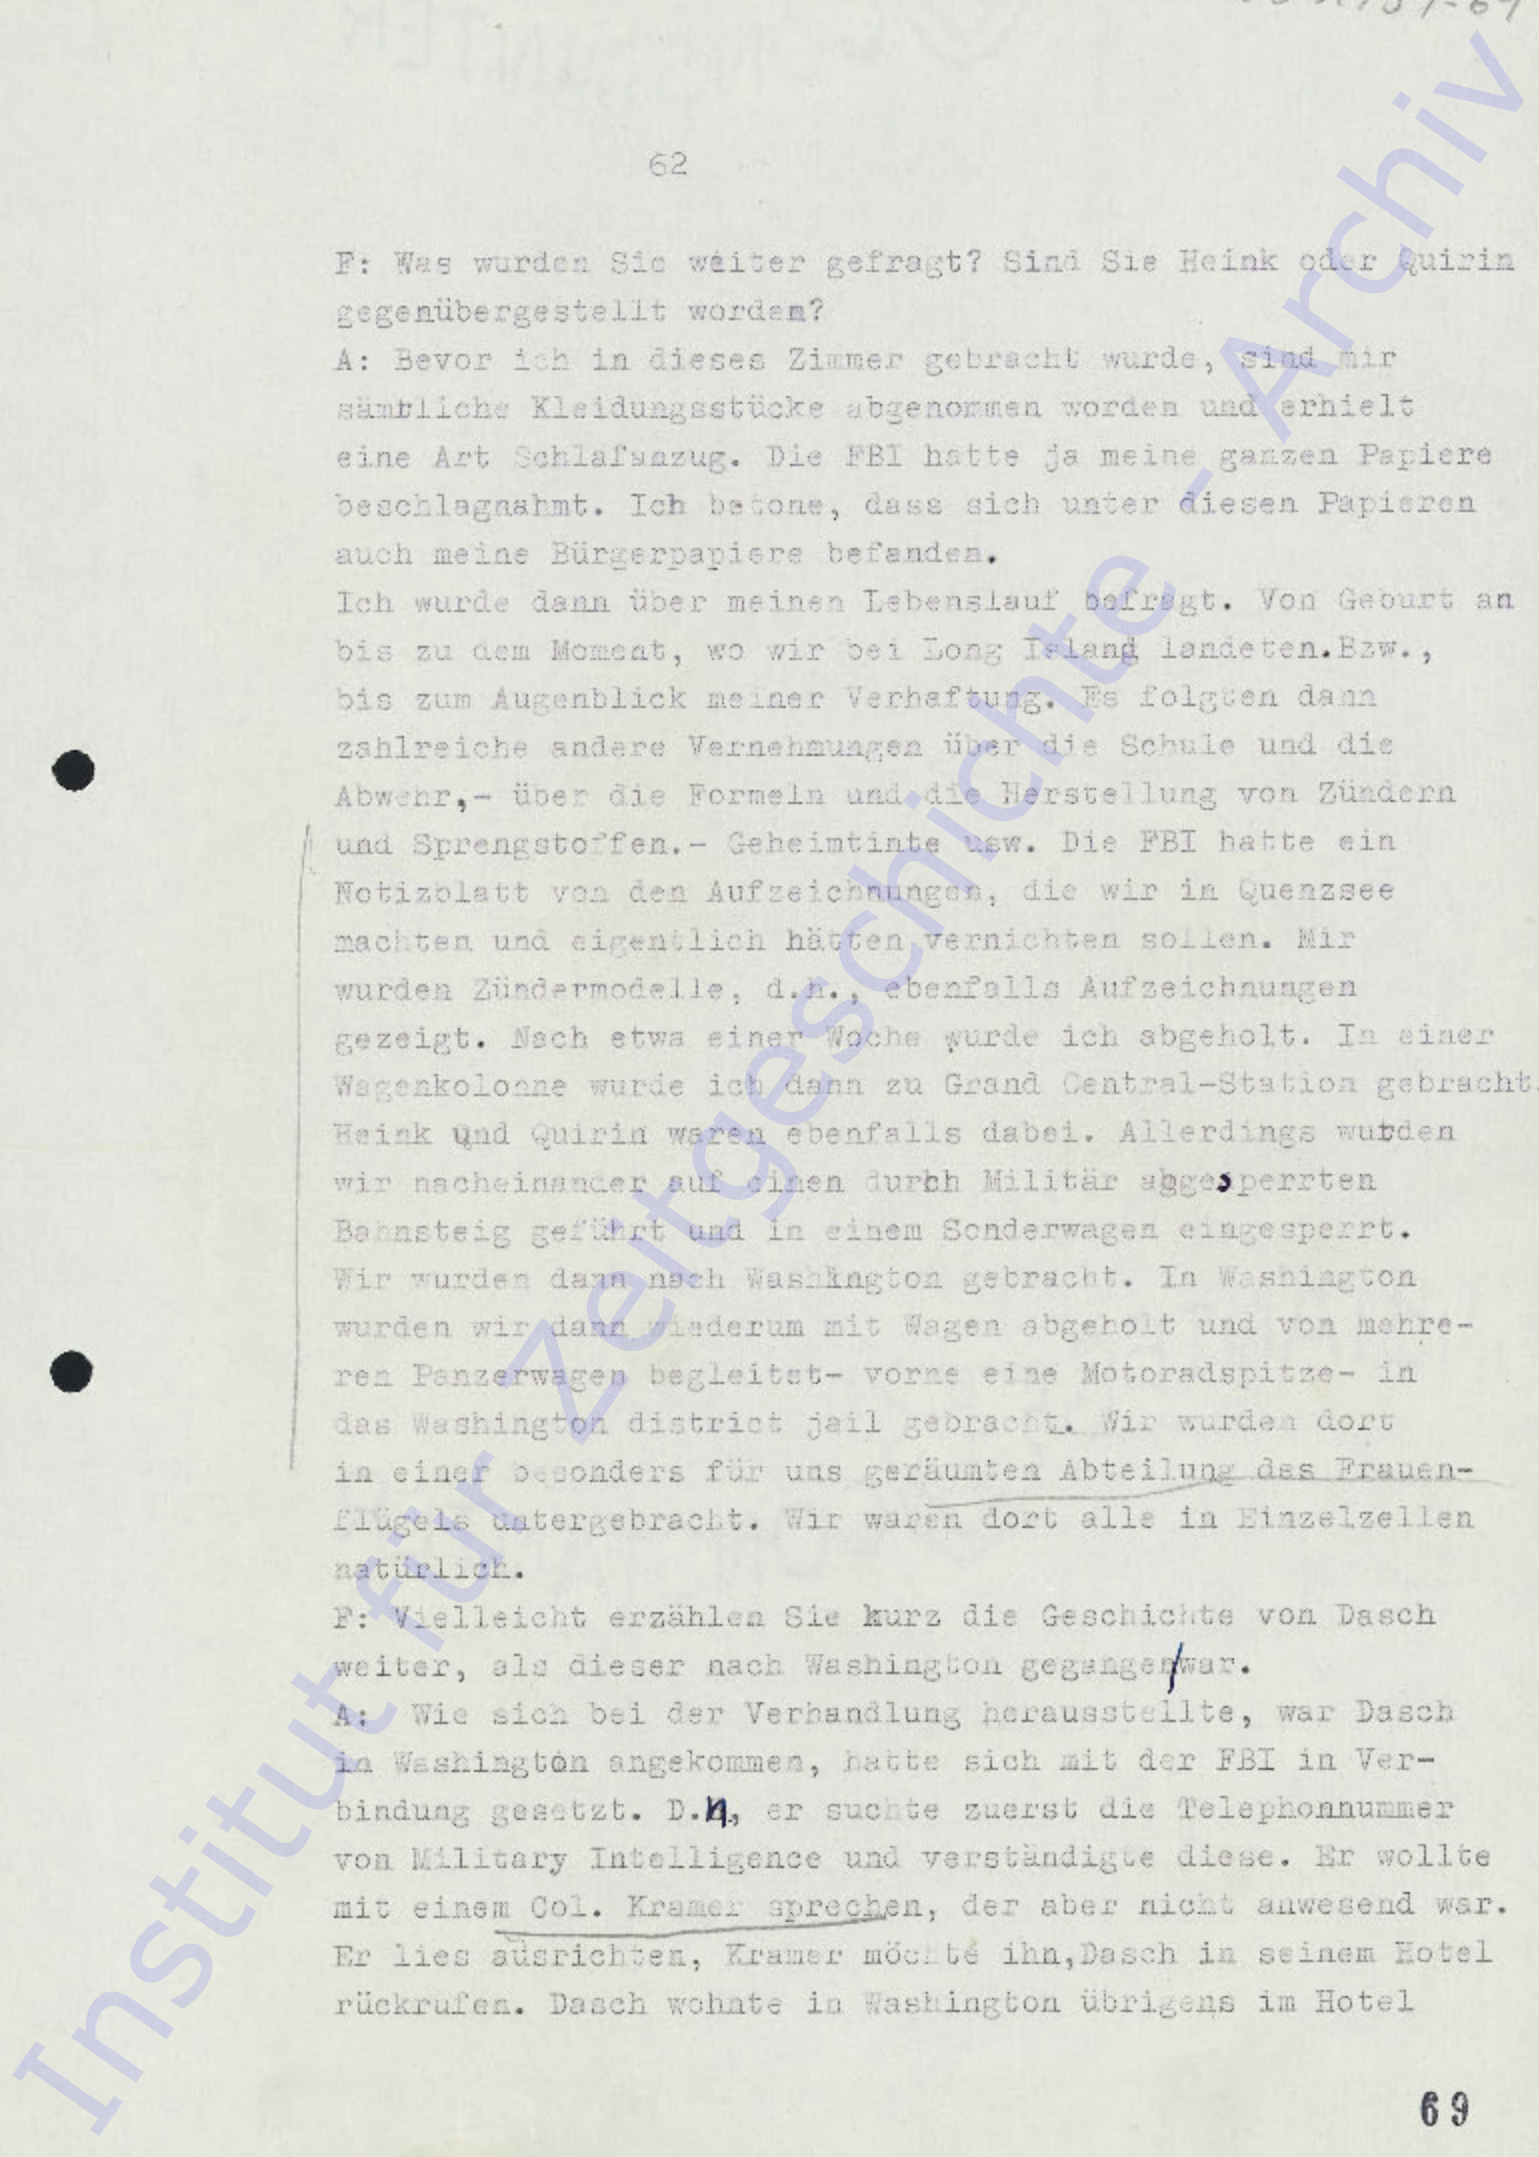 62
F: Was wurden Sie weiter gefragt? Sind Sie Heink oder Quirin
gegenübergestellt worden?
A: Bevor ich in dieses Zimmer gebracht wurde, sind mir
sämtliche Kleidungsstücke abgenommen worden und erhielt
eine Art Schlafanzug. Die FBI hatte ja meine ganzen Papiere
beschlagnahmt. Ich betone, dass sich unter diesen Papieren
auch meine Bürgerpapiere befanden.
Ich wurde dann über meinen Lebenslauf befragt. Von Geburt an
bis zu dem Moment, wo wir bei Long Island landeten.Bzw.,
bis zum Augenblick meiner Verhaftung. Es folgten dann
zahlreiche andere Vernehmungen über die Schule und die
Abwehr,- über die Formeln und die Herstellung von Zündern
und Sprengstoffen.- Geheimtinte usw. Die FBI hatte ein
Notizblatt von den Aufzeichnungen, die wir in Quenzsee
machten und eigentlich hätten vernichten sollen. Mir
wurden Zündermodelle, d.h., ebenfalls Aufzeichnungen
gezeigt. Nach etwa einer Woche wurde ich abgeholt. In einer
Wagenkolonne wurde ich dann zu Grand Central-Station gebracht.
Heink und Quirin waren ebenfalls dabei. Allerdings wurden
wir nacheinander auf einen durch Militär abgesperrten
Bahnsteig geführt und in einem Sonderwagen eingesperrt.
Wir wurden dann nach Washington gebracht. In Washington
wurden wir dann wiederum mit Wagen abgeholt und von mehre-
ren Panzerwagen begleitet- vorne eine Motoradspitze- in
das Washington district jail gebracht. Wir wurden dort
in einer besonders für uns geräumten Abteilung des Frauen-
flügels untergebracht. Wir waren dort alle in Einzelzellen
natürlich.
F: Vielleicht erzählen Sie kurz die Geschichte von Dasch
weiter, als dieser nach Washington gegangen/war.
A: Wie sich bei der Verhandlung herausstellte, war Dasch
in Washington angekommen, hatte sich mit der FBI in Ver-
bindung gesetzt. D.h., er suchte zuerst die Telephonnummer
von Military Intelligence und verständigte diese. Er wollte
mit einem Col. Kramer sprechen, der aber nicht anwesend war.
Er lies ausrichten, Kramer möchte ihn,Dasch in seinem Hotel
rückrufen. Dasch wohnte in Washington übrigens im Hotel
69
Institut für Zeitgeschichte - Archiv